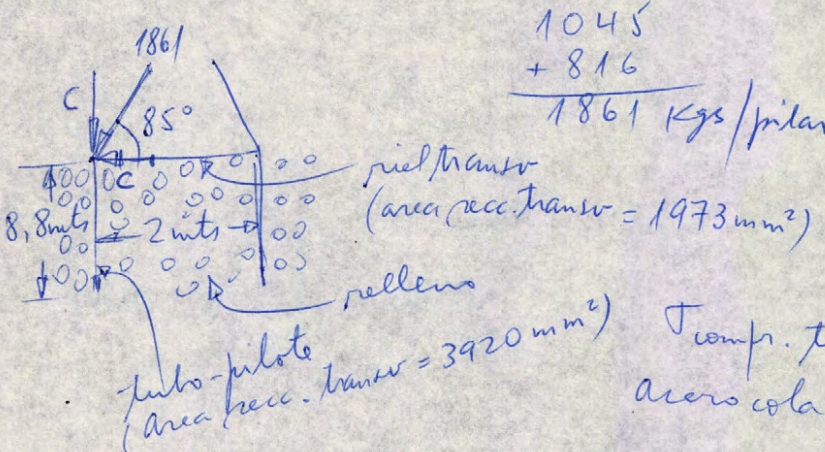 1045
+ 816
1861 Kgs/pilar
1861
C
85°
C
8,8mts
2mts
riel transv
(area secc. transv = 1973 mm²)
relleno
tubo-pilote
(area secc. transv = 3920 mm²)
σ compr. t
acero cola